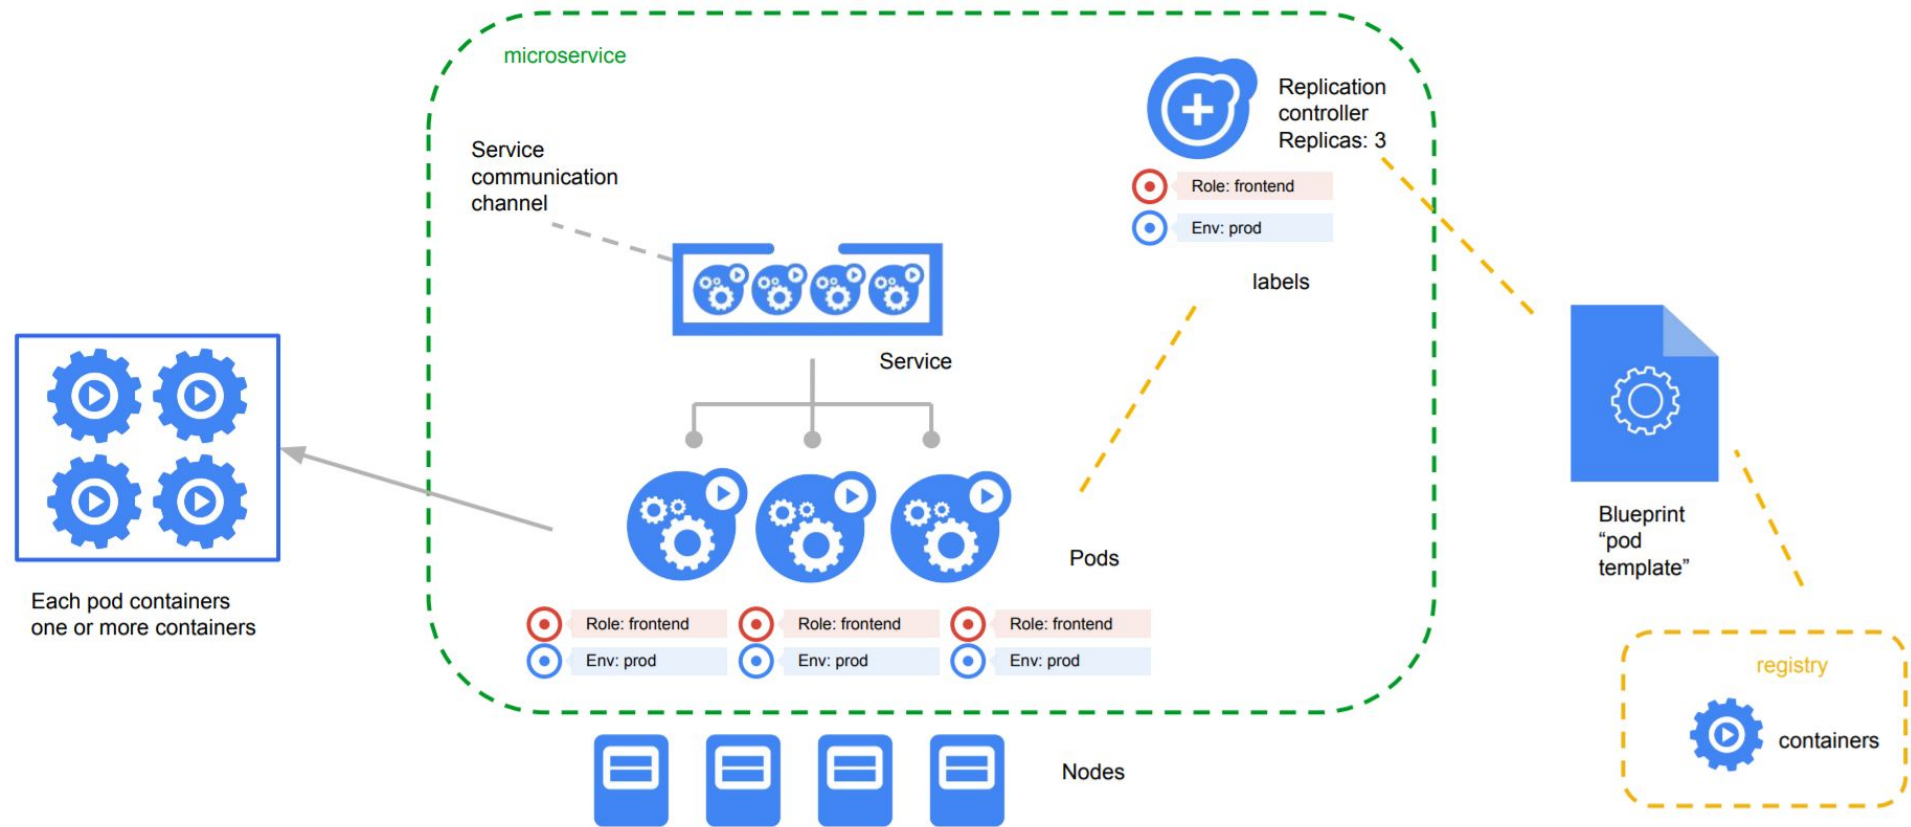 microservice
Replication
controller
Replicas: 3
Service
communication
channel
Role: frontend
Env: prod
labels
Service
Blueprint
“pod
template”
Pods
Each pod containers
one or more containers
Role: frontend
Role: frontend
Role: frontend
Env: prod
Env: prod
Env: prod
registry
containers
Nodes